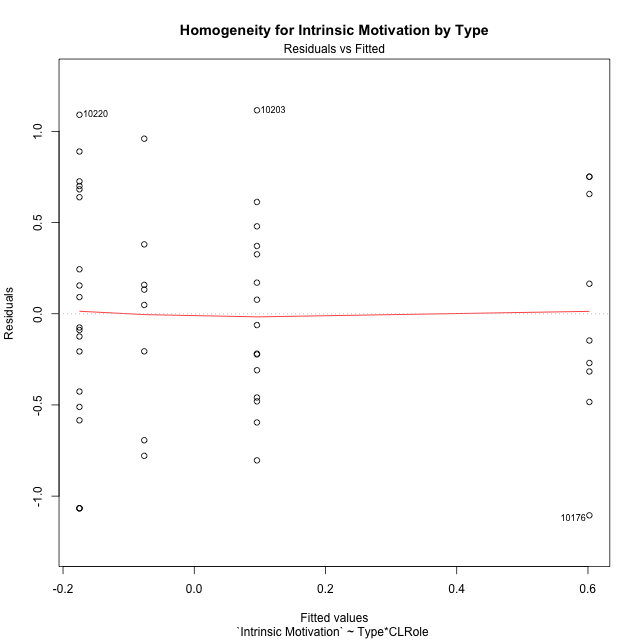 Homogeneity for Intrinsic Motivation by Type
Residuals vs Fitted
10220
10203
10176
1.0
0.5
0.0
-0.5
-1.0
Residuals
-0.2 0.0 0.2 0.4 0.6
Fitted values
`Intrinsic Motivation` ~ Type*CLRole